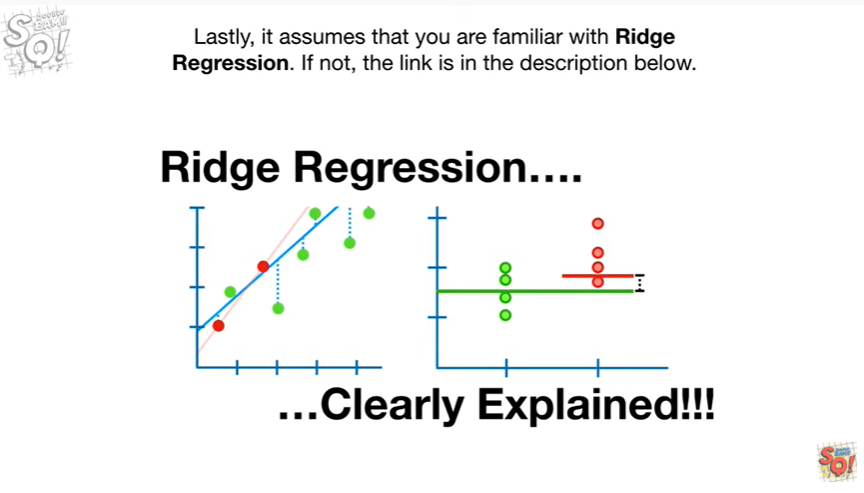 Lastly, it assumes that you are familiar with Ridge
Regression. If not, the link is in the description below.
Ridge Regression....
...Clearly Explained!!!
SQ!